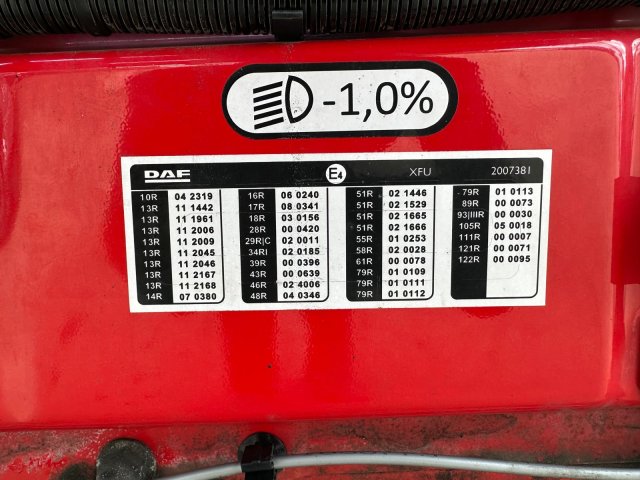 -1,0%
DAF E4 XFU 2007381
10R 04 2319
13R 11 1442
13R 11 1961
13R 11 2006
13R 11 2009
13R 11 2045
13R 11 2046
13R 11 2167
13R 11 2168
14R 07 0380
16R 06 0240
17R 08 0341
18R 03 0156
28R 00 0420
29R|C 02 0011
34RI 02 0185
39R 00 0396
43R 00 0639
46R 02 4006
48R 04 0346
51R 02 1446
51R 02 1529
51R 02 1665
51R 02 1666
55R 01 0253
58R 02 0028
61R 00 0078
79R 01 0109
79R 01 0111
79R 01 0112
79R 01 0113
89R 00 0073
93|IIIR 00 0030
105R 05 0018
111R 00 0007
121R 00 0071
122R 00 0095